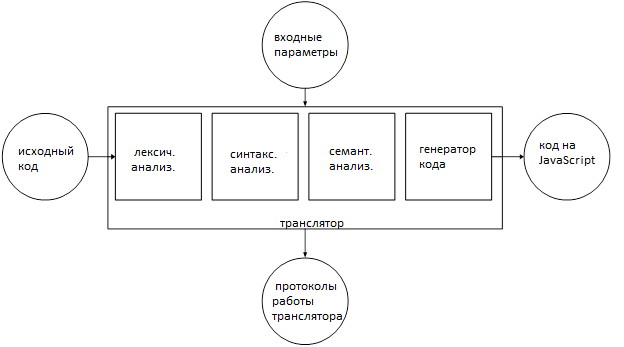 входные
параметры
исходный
код
лексич.
анализ.
синтакс.
анализ.
семант.
анализ.
генератор
кода
код на
JavaScript
транслятор
протоколы
работы
транслятора